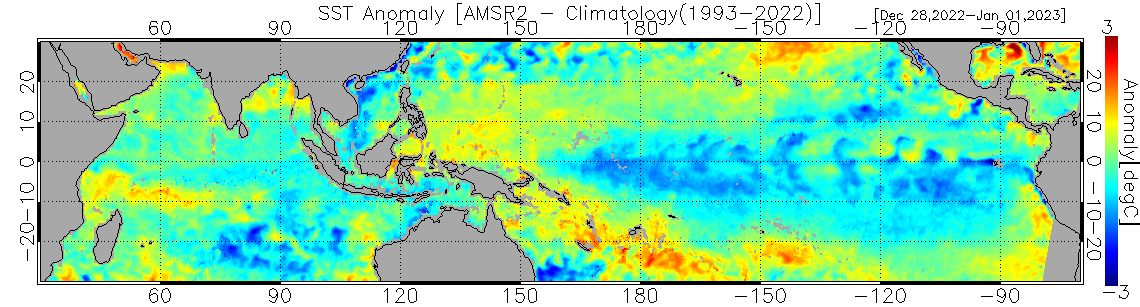 SST Anomaly [AMSR2 - Climatology(1993-2022)]
[Dec 28,2022-Jan 01,2023]
60 90 120 150 180 -150 -120 -90
3
20 10 0 -10 -20
20 10 0 -10 -20
Anomaly[degC]
-3
60 90 120 150 180 -150 -120 -90